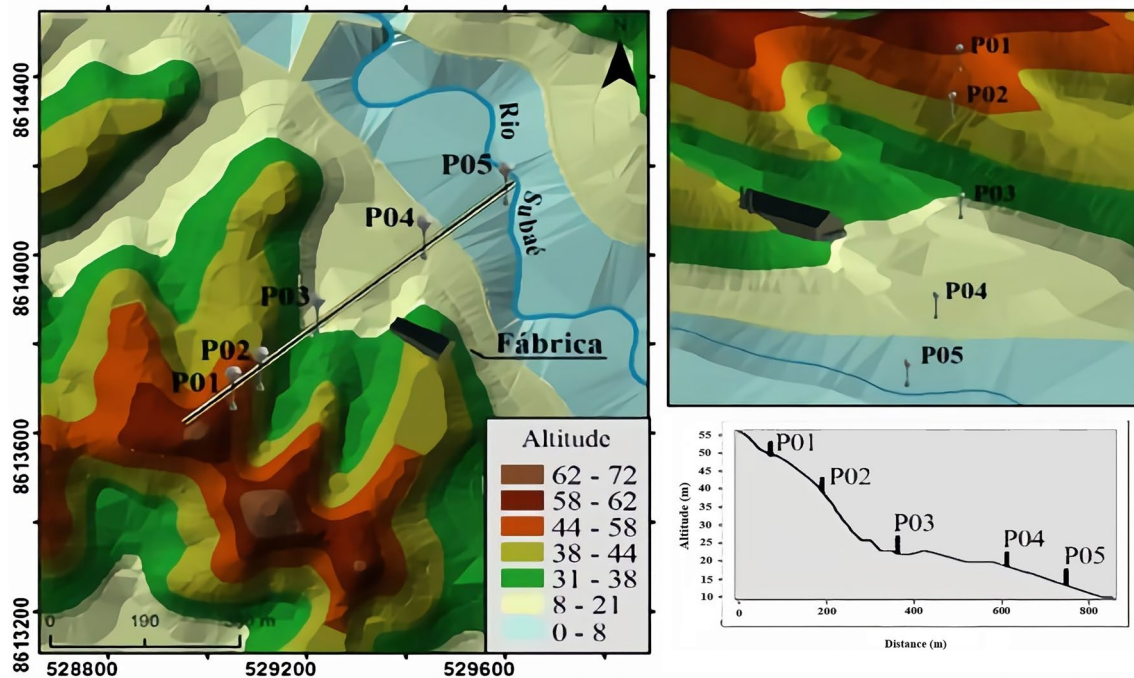 N
8614400
8614000
8613600
8613200
528800
529200
529600
Rio
Subaé
P05
P04
P03
P02
P01
Fábrica
Altitude
62 - 72
58 - 62
44 - 58
38 - 44
31 - 38
8 - 21
0 - 8
0
190
m
P01
P02
P03
P04
P05
Altitude (m)
55
50
45
40
35
30
25
20
15
10
P01
P02
P03
P04
P05
0
200
400
600
800
Distance (m)